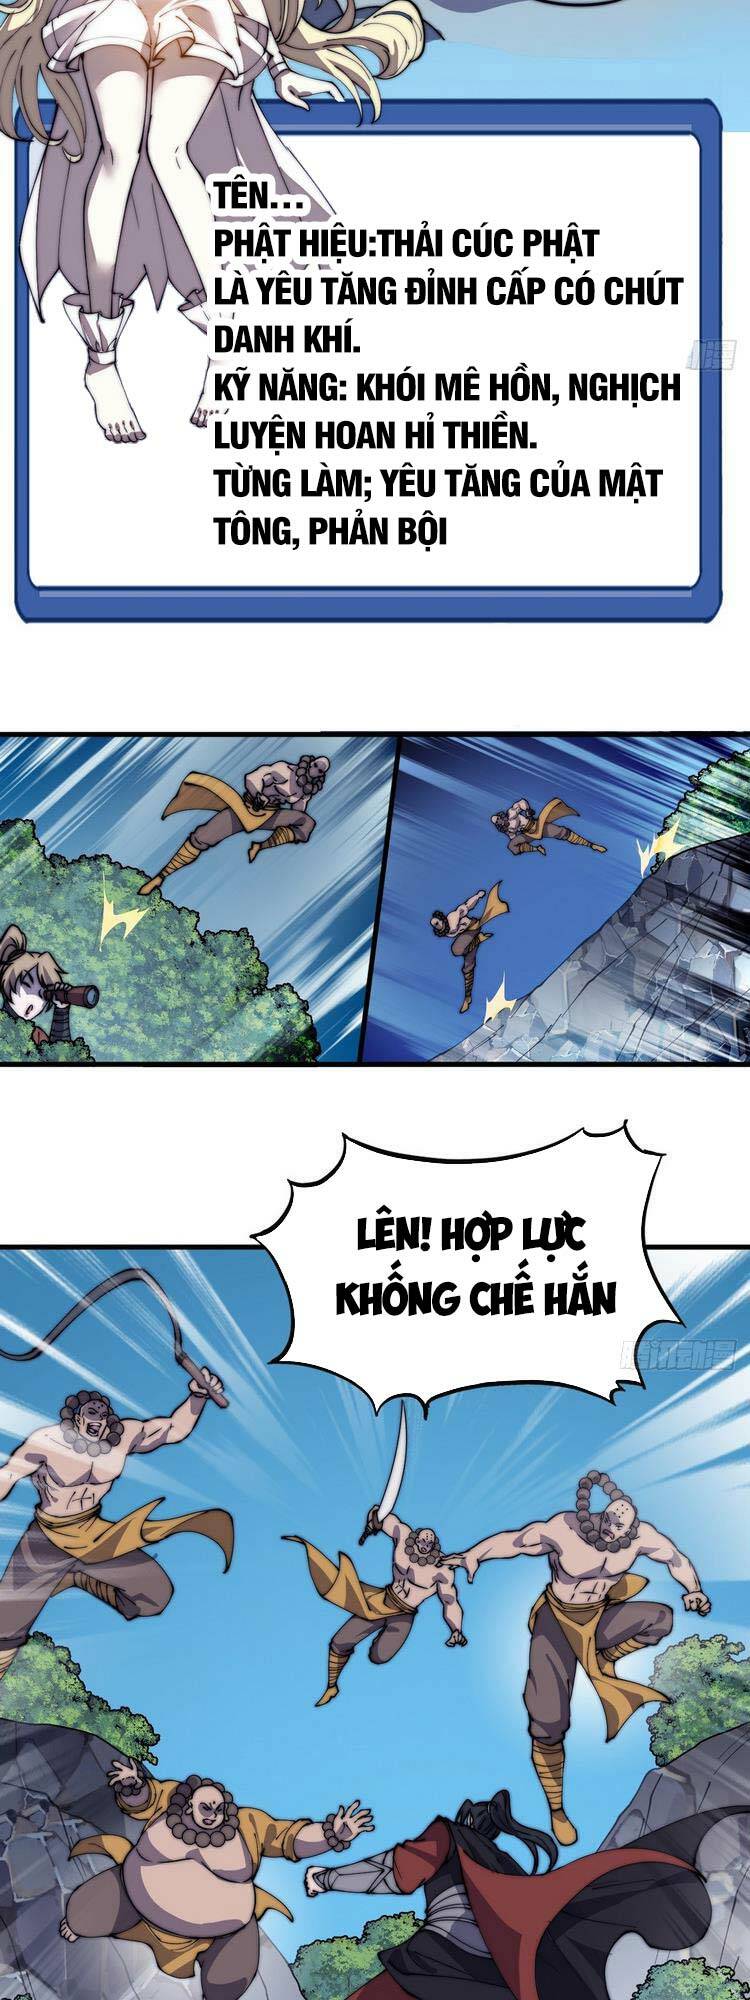 TÊN...
PHẬT HIỆU:THẢI CÚC PHẬT
LÀ YÊU TĂNG ĐỈNH CẤP CÓ CHÚT
DANH KHÍ.
KỸ NĂNG: KHÓI MÊ HỒN, NGHỊCH
LUYỆN HOAN HỈ THIỀN.
TỪNG LÀM; YÊU TĂNG CỦA MẬT
TÔNG, PHẢN BỘI
LÊN! HỢP LỰC
KHỐNG CHẾ HẮN